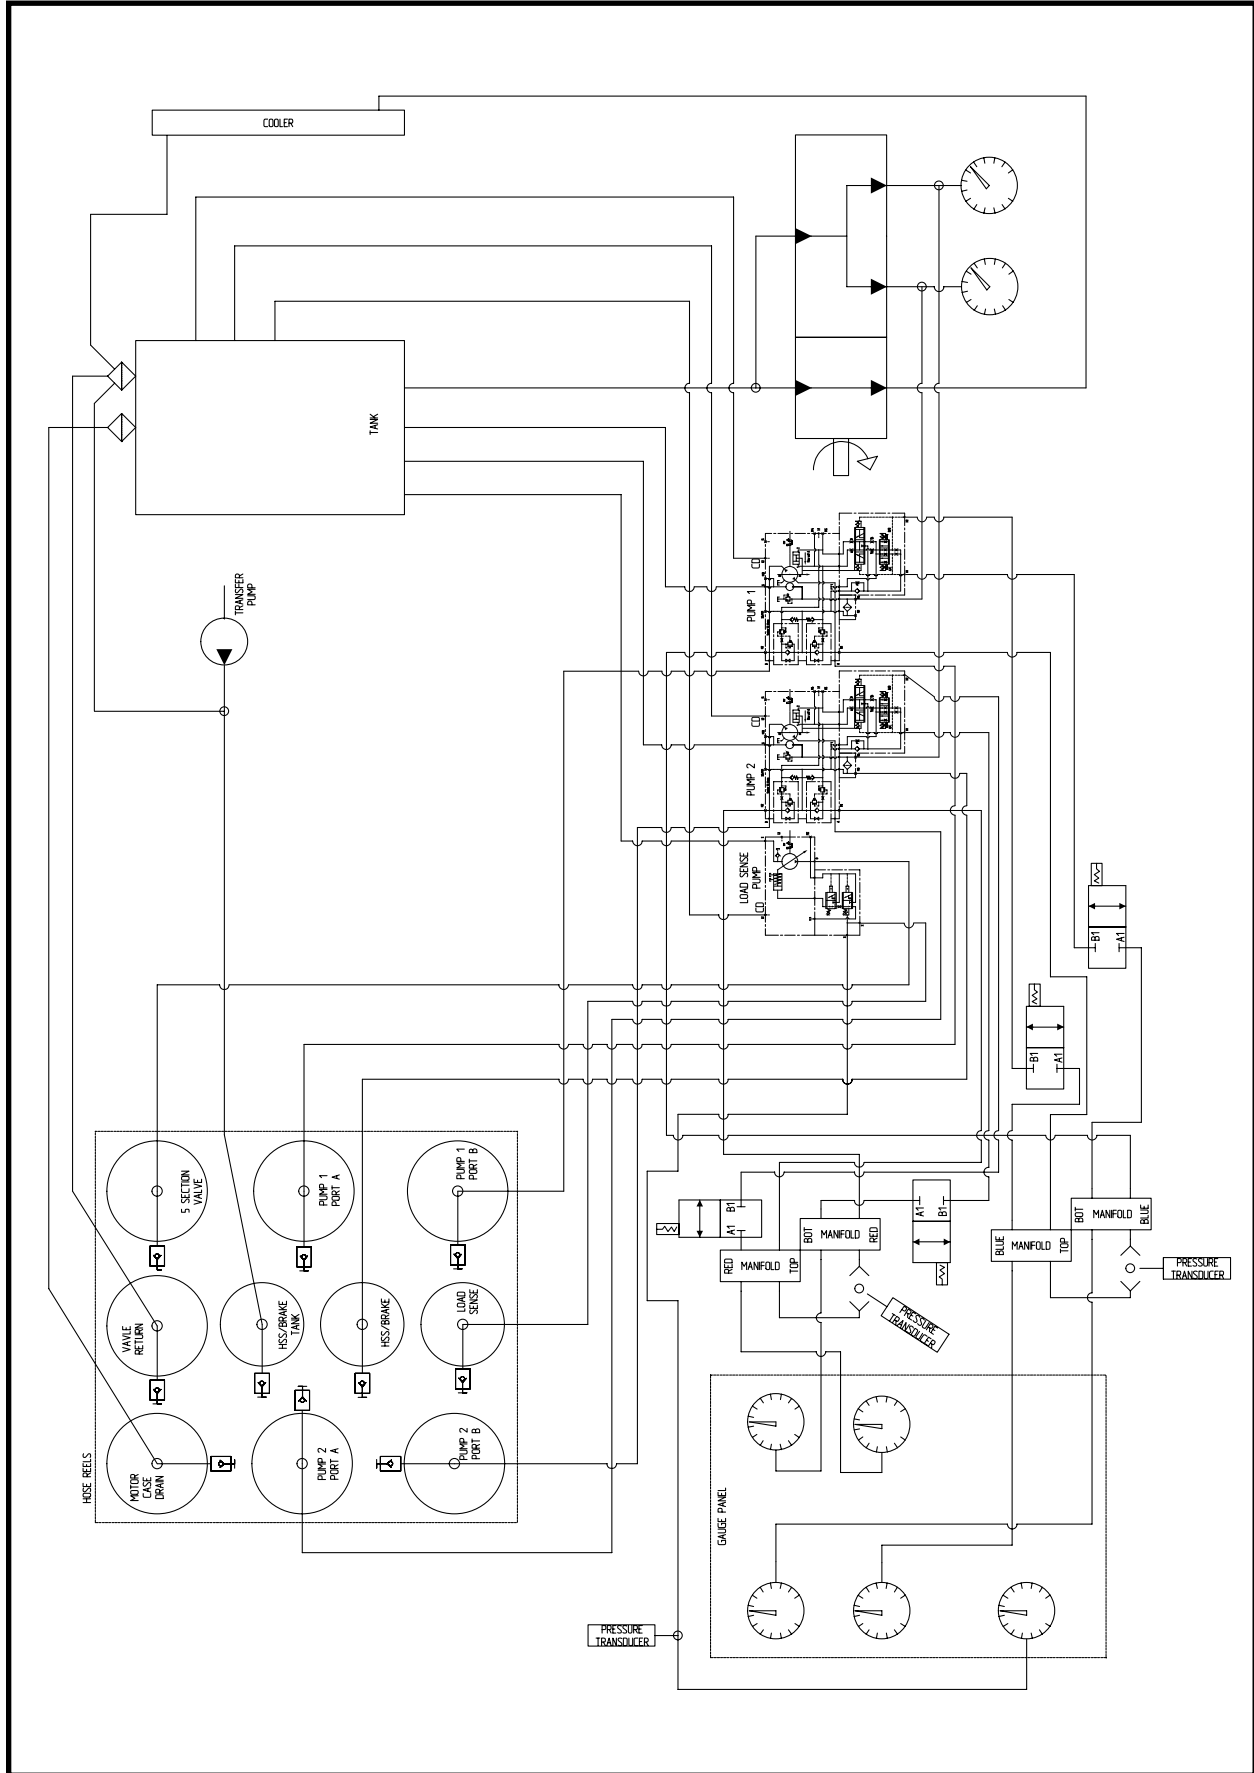 COOLER
TANK
TRANSFER
PUMP
PUMP 1
CD
PUMP 2
CD
LOAD SENSE
PUMP
CD
HOSE REELS
5 SECTION
VALVE
PUMP 1
PORT A
PUMP 1
PORT B
VAVLE
RETURN
HSS/BRAKE
TANK
HSS/BRAKE
LOAD
SENSE
MOTOR
CASE
DRAIN
PUMP 2
PORT A
PUMP 2
PORT B
B1
A1
B1
A1
A1
B1
A1
B1
RED
MANIFOLD
TOP
BOT
MANIFOLD
RED
BLUE
MANIFOLD
TOP
BOT
MANIFOLD
BLUE
PRESSURE
TRANSDUCER
PRESSURE
TRANSDUCER
GAUGE PANEL
PRESSURE
TRANSDUCER